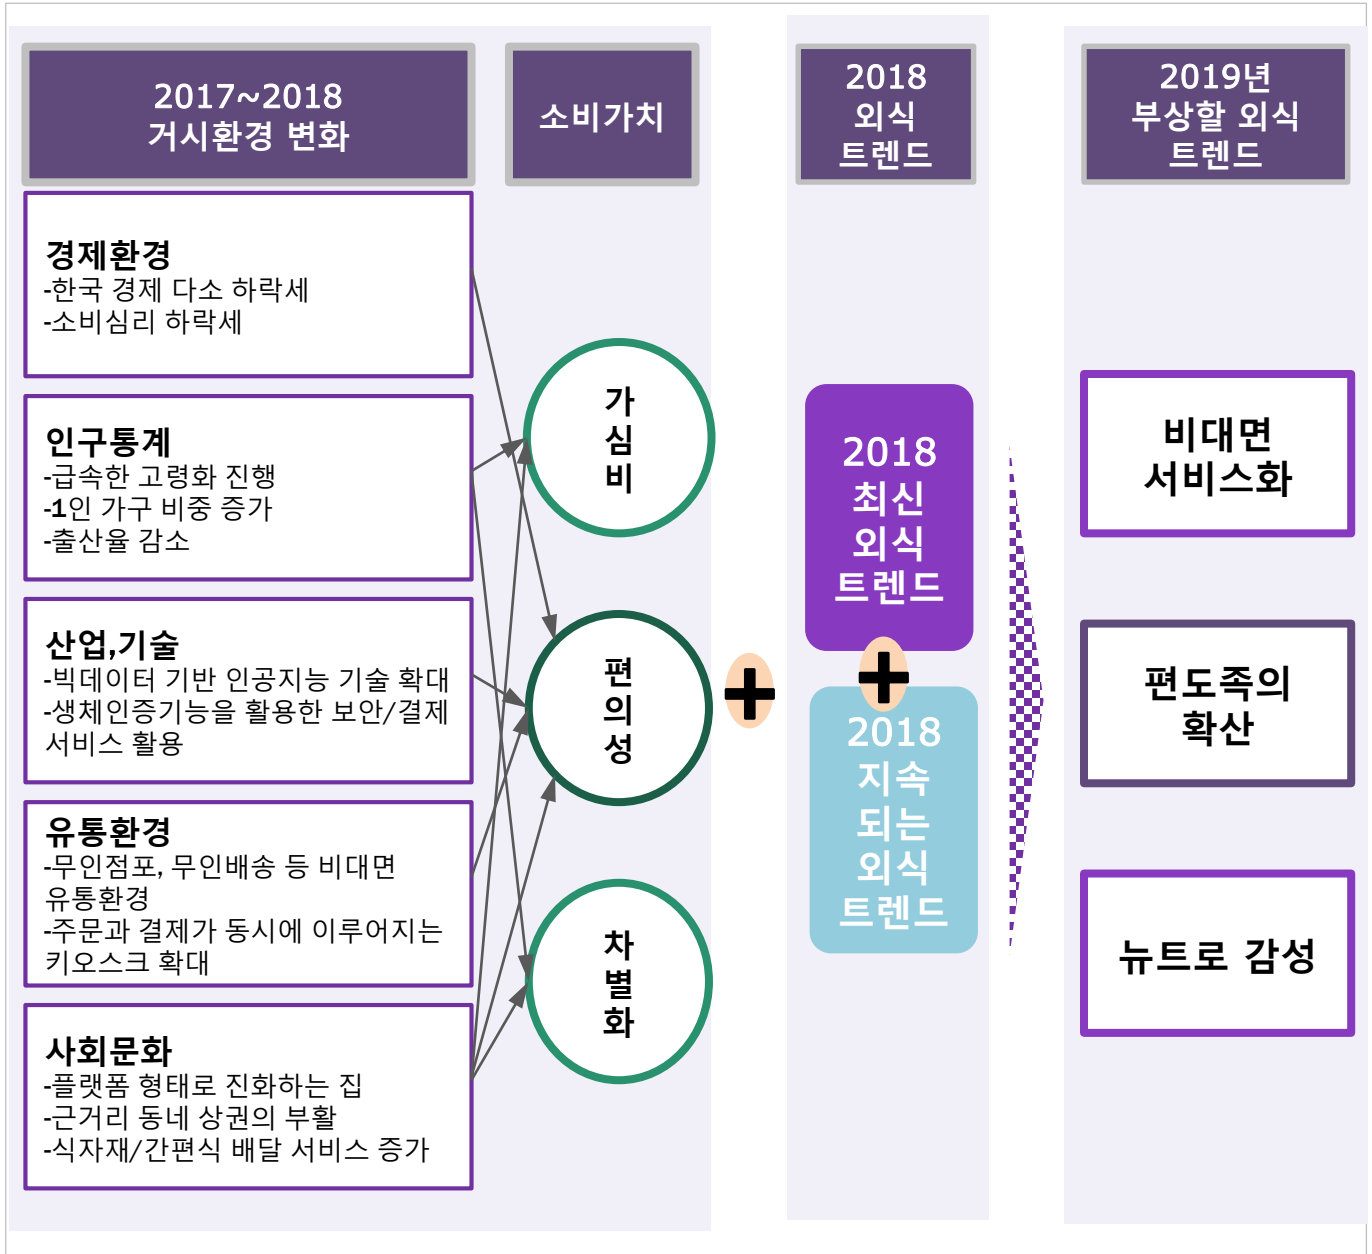 2017~2018
거시환경 변화
소비가치
2018
외식
트렌드
2019년
부상할 외식
트렌드
경제환경
-한국 경제 다소 하락세
-소비심리 하락세
인구통계
-급속한 고령화 진행
-1인 가구 비중 증가
-출산율 감소
산업,기술
-빅데이터 기반 인공지능 기술 확대
-생체인증기능을 활용한 보안/결제
서비스 활용
유통환경
-무인점포, 무인배송 등 비대면
유통환경
-주문과 결제가 동시에 이루어지는
키오스크 확대
사회문화
-플랫폼 형태로 진화하는 집
-근거리 동네 상권의 부활
-식자재/간편식 배달 서비스 증가
가
심
비
편
의
성
차
별
화
+
2018
최신
외식
트렌드
+
2018
지속
되는
외식
트렌드
비대면
서비스화
편도족의
확산
뉴트로 감성